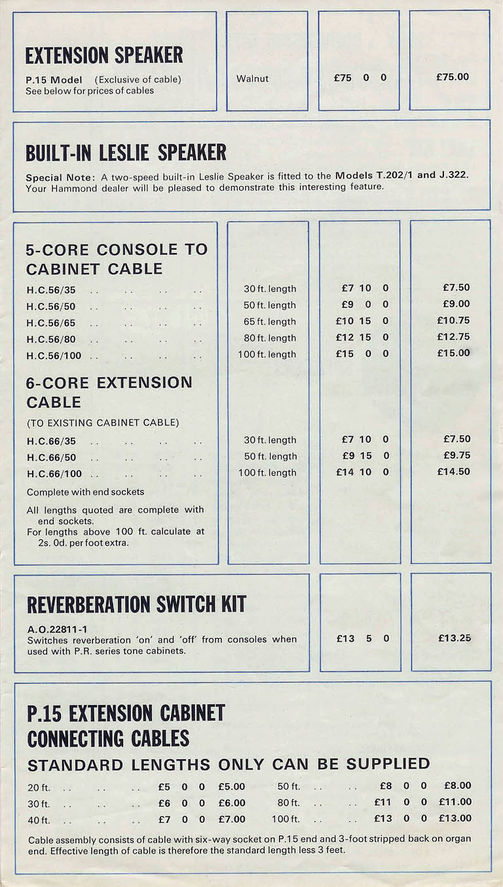 EXTENSION SPEAKER
P.15 Model (Exclusive of cable) Walnut £75 0 0 £75.00
See below for prices of cables
BUILT-IN LESLIE SPEAKER
Special Note: A two-speed built-in Leslie Speaker is fitted to the Models T.202/1 and J.322.
Your Hammond dealer will be pleased to demonstrate this interesting feature.
5-CORE CONSOLE TO
CABINET CABLE
H.C.56/35 .. .. .. .. 30 ft. length £7 10 0 £7.50
H.C.56/50 .. .. .. .. 50 ft. length £9 0 0 £9.00
H.C.56/65 .. .. .. .. 65 ft. length £10 15 0 £10.75
H.C.56/80 .. .. .. .. 80 ft. length £12 15 0 £12.75
H.C.56/100 .. .. .. .. 100 ft. length £15 0 0 £15.00
6-CORE EXTENSION
CABLE
(TO EXISTING CABINET CABLE)
H.C.66/35 .. .. .. .. 30 ft. length £7 10 0 £7.50
H.C.66/50 .. .. .. .. 50 ft. length £9 15 0 £9.75
H.C.66/100 .. .. .. .. 100 ft. length £14 10 0 £14.50
Complete with end sockets
All lengths quoted are complete with
end sockets.
For lengths above 100 ft. calculate at
2s. 0d. per foot extra.
REVERBERATION SWITCH KIT
A.O.22811-1
Switches reverberation 'on' and 'off' from consoles when £13 5 0 £13.25
used with P.R. series tone cabinets.
P.15 EXTENSION CABINET
CONNECTING CABLES
STANDARD LENGTHS ONLY CAN BE SUPPLIED
20 ft. .. .. .. £5 0 0 £5.00 50 ft. .. .. £8 0 0 £8.00
30 ft. .. .. .. £6 0 0 £6.00 80 ft. .. .. £11 0 0 £11.00
40 ft. .. .. .. £7 0 0 £7.00 100 ft. .. .. £13 0 0 £13.00
Cable assembly consists of cable with six-way socket on P.15 end and 3-foot stripped back on organ
end. Effective length of cable is therefore the standard length less 3 feet.